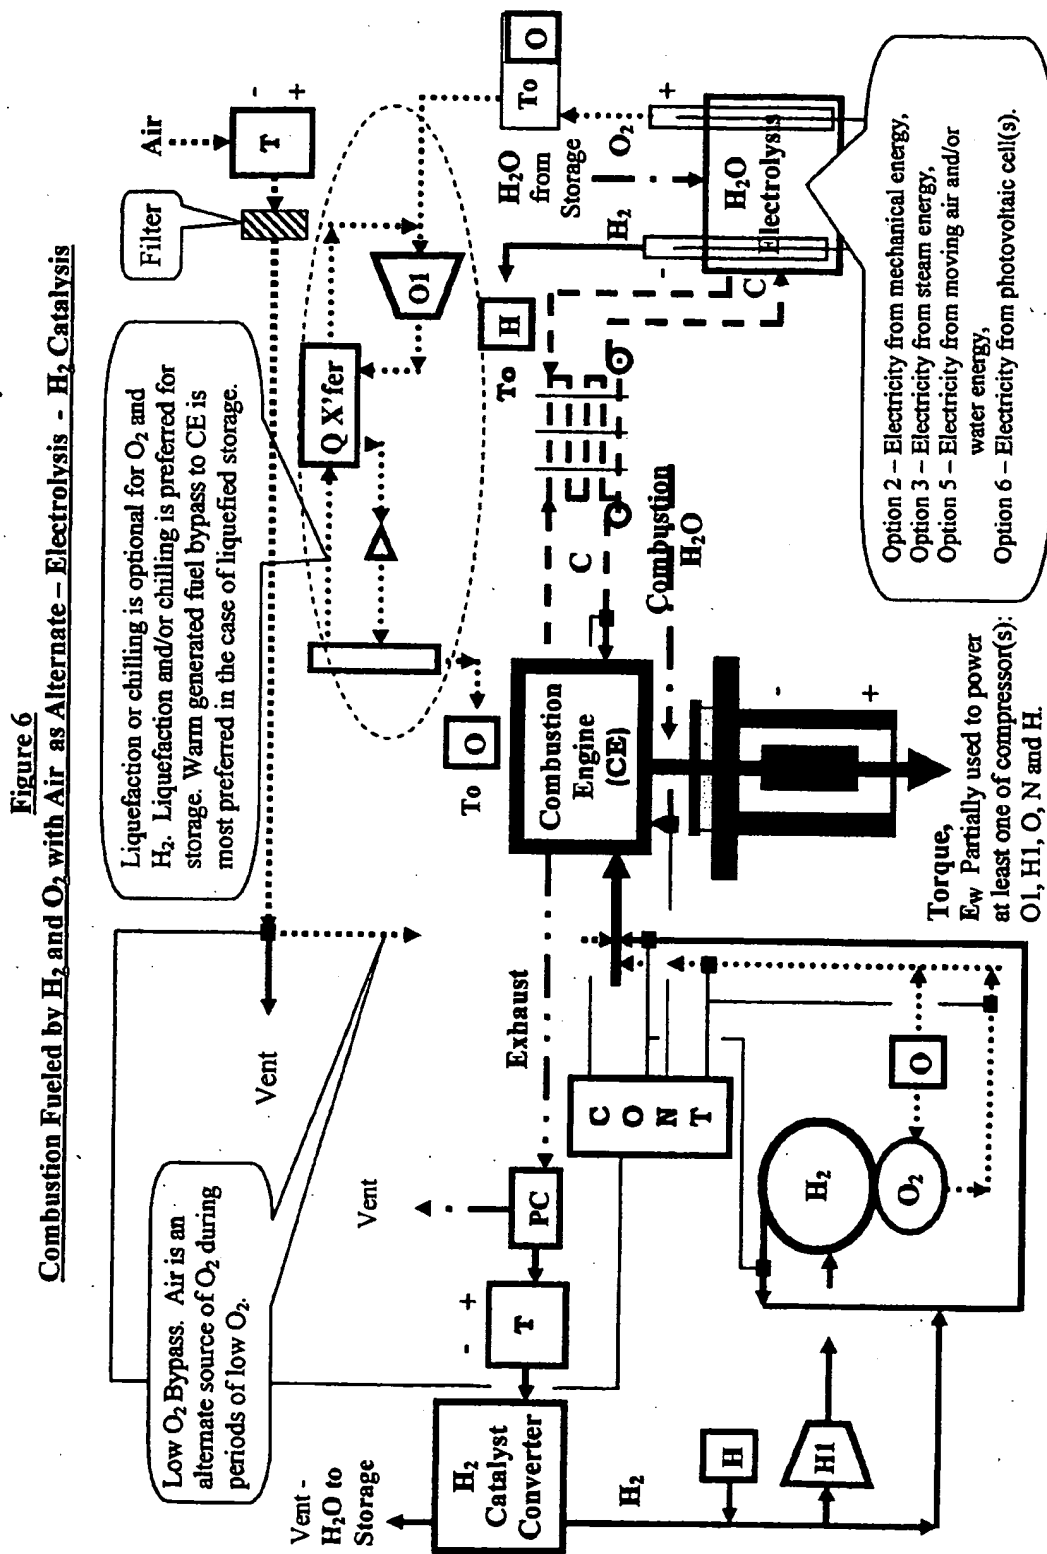 Figure 6
Combustion Fueled by H₂ and O₂ with Air as Alternate – Electrolysis - H₂ Catalysis
Low O₂ Bypass. Air is an
alternate source of O₂ during
periods of low O₂.
Liquefaction or chilling is optional for O₂ and
H₂. Liquefaction and/or chilling is preferred for
storage. Warm generated fuel bypass to CE is
most preferred in the case of liquefied storage.
Filter
Air
T
-
+
Vent
Q X'fer
O1
To O
To O
Vent -
H₂O to
Storage
H₂
Catalyst
Converter
-
+
T
PC
Vent
Exhaust
Combustion
Engine
(CE)
C
Combustion
H₂O
To H
H₂
H₂O
from
Storage
O₂
-
+
H₂O
Electrolysis
C
C
O
N
T
H₂
H
H1
H₂
O₂
O
-
+
Torque,
Ew Partially used to power
at least one of compressor(s):
O1, H1, O, N and H.
Option 2 – Electricity from mechanical energy,
Option 3 – Electricity from steam energy,
Option 5 – Electricity from moving air and/or
water energy,
Option 6 – Electricity from photovoltaic cell(s).